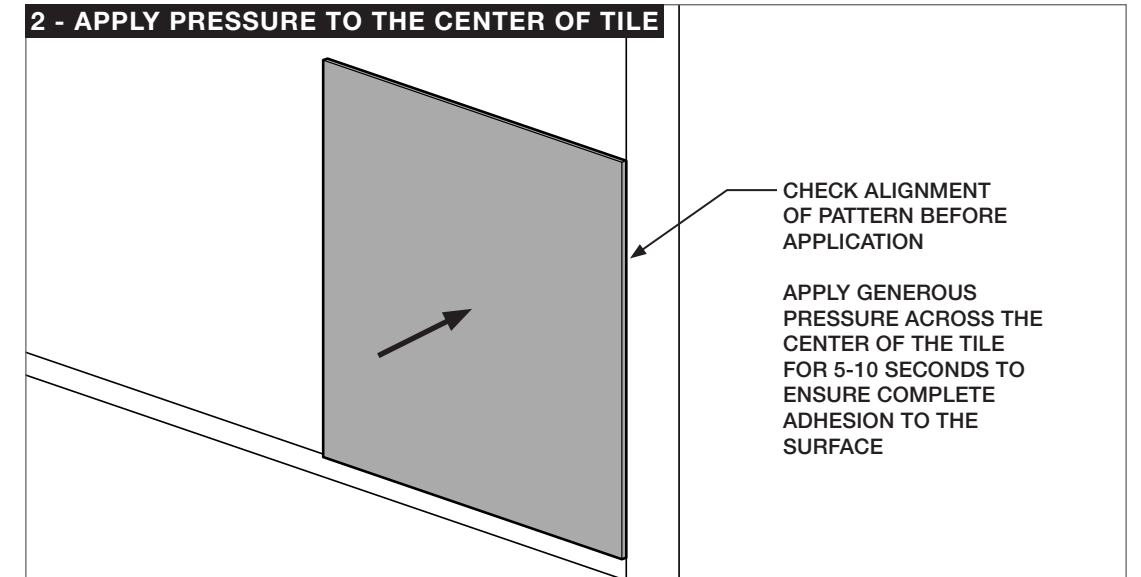 2 - APPLY PRESSURE TO THE CENTER OF TILE
CHECK ALIGNMENT
OF PATTERN BEFORE
APPLICATION
APPLY GENEROUS
PRESSURE ACROSS THE
CENTER OF THE TILE
FOR 5-10 SECONDS TO
ENSURE COMPLETE
ADHESION TO THE
SURFACE